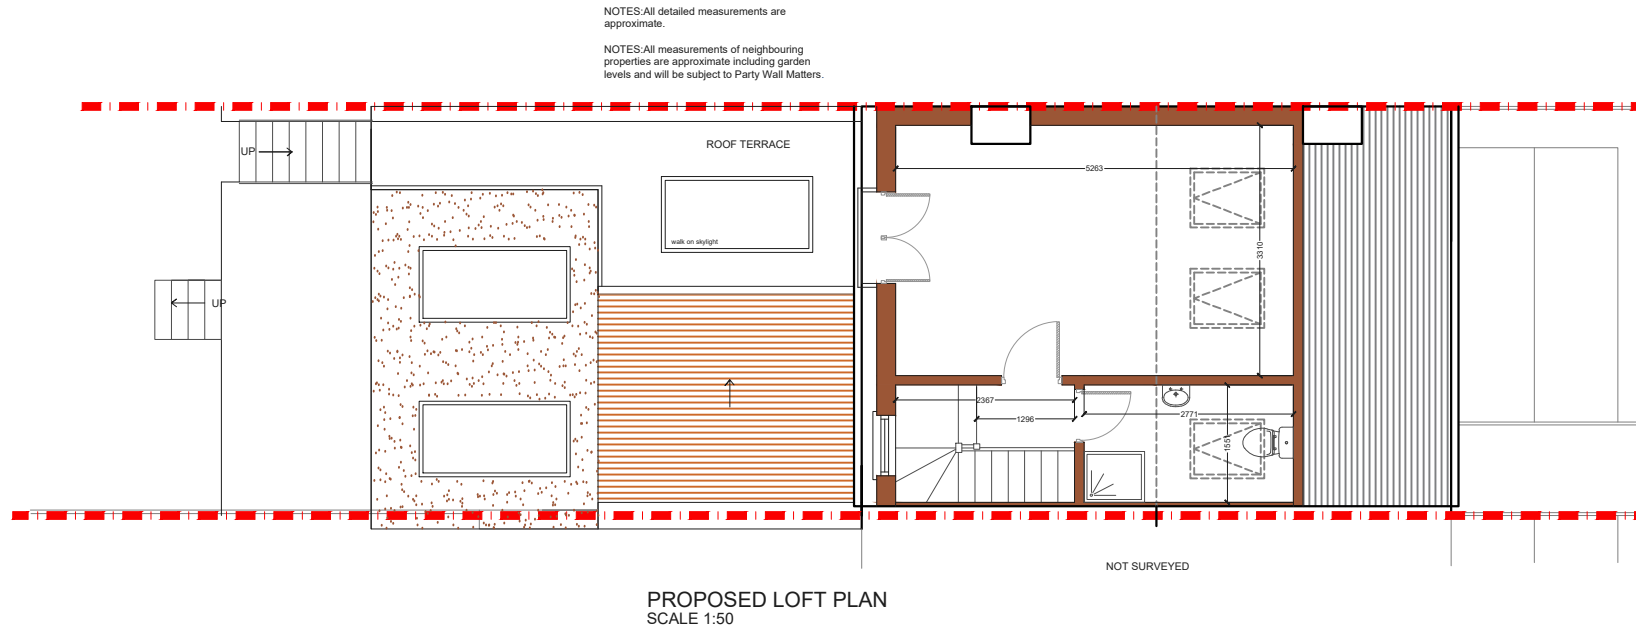 NOTES:All detailed measurements are
approximate.
NOTES:All measurements of neighbouring
properties are approximate including garden
levels and will be subject to Party Wall Matters.
UP
ROOF TERRACE
5263
walk on skylight
3310
UP
2367
1296
2771
1551
NOT SURVEYED
PROPOSED LOFT PLAN
SCALE 1:50